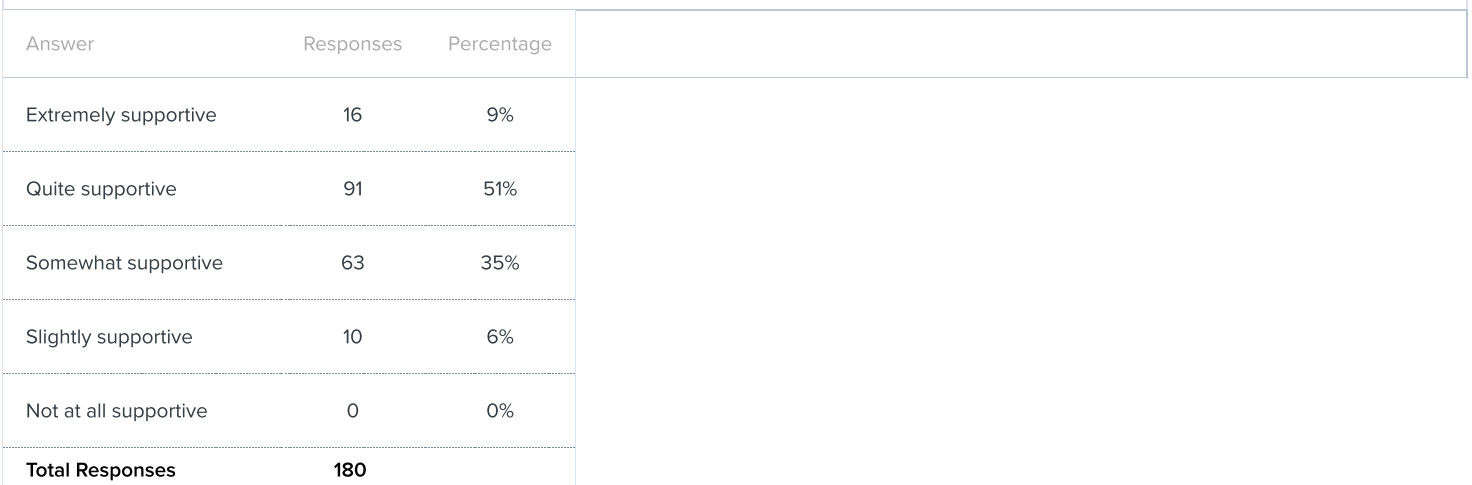 Answer Responses Percentage
Extremely supportive 16 9%
Quite supportive 91 51%
Somewhat supportive 63 35%
Slightly supportive 10 6%
Not at all supportive 0 0%
Total Responses 180